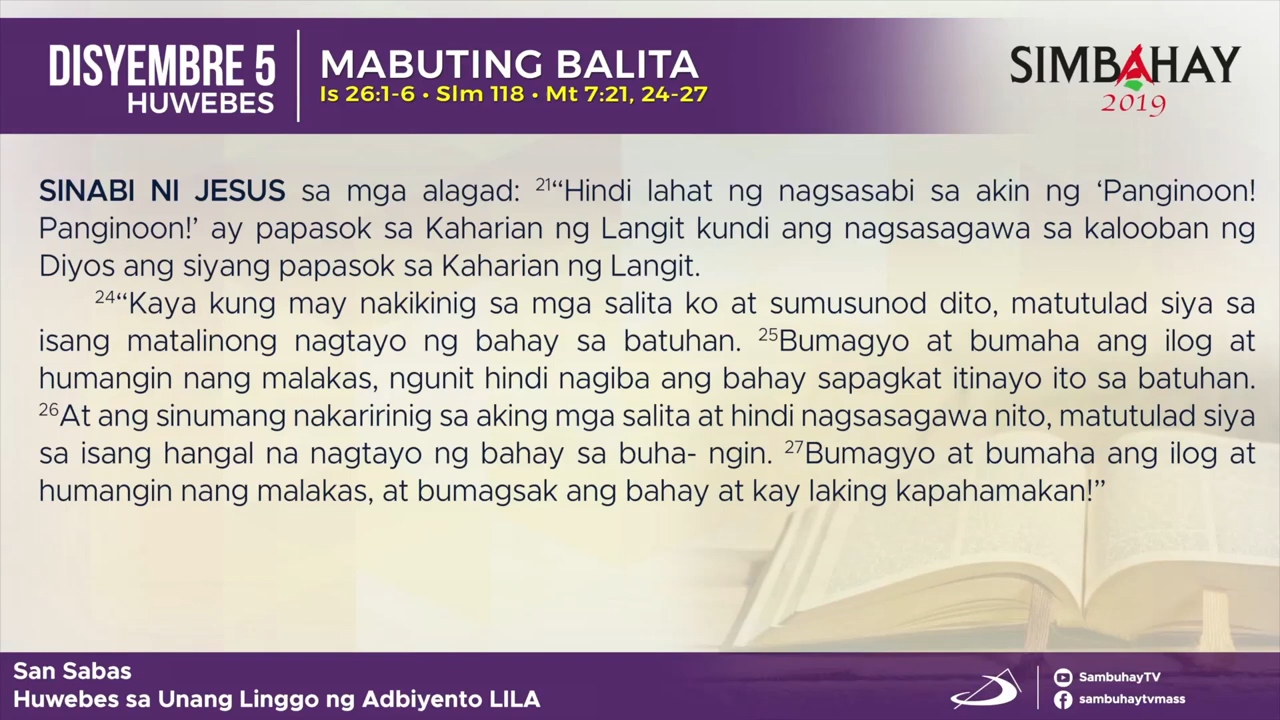 DISYEMBRE 5
HUWEBES
MABUTING BALITA
Is 26:1-6 • Slm 118 • Mt 7:21, 24-27
SIMBAHAY
2019
SINABI NI JESUS sa mga alagad: 21“Hindi lahat ng nagsasabi sa akin ng ‘Panginoon!
Panginoon!’ ay papasok sa Kaharian ng Langit kundi ang nagsasagawa sa kalooban ng
Diyos ang siyang papasok sa Kaharian ng Langit.
24“Kaya kung may nakikinig sa mga salita ko at sumusunod dito, matutulad siya sa
isang matalinong nagtayo ng bahay sa batuhan. 25Bumagyo at bumaha ang ilog at
humangin nang malakas, ngunit hindi nagiba ang bahay sapagkat itinayo ito sa batuhan.
26At ang sinumang nakaririnig sa aking mga salita at hindi nagsasagawa nito, matutulad siya
sa isang hangal na nagtayo ng bahay sa buha- ngin. 27Bumagyo at bumaha ang ilog at
humangin nang malakas, at bumagsak ang bahay at kay laking kapahamakan!”
San Sabas
Huwebes sa Unang Linggo ng Adbiyento LILA
SambuhayTV
sambuhaytvmass